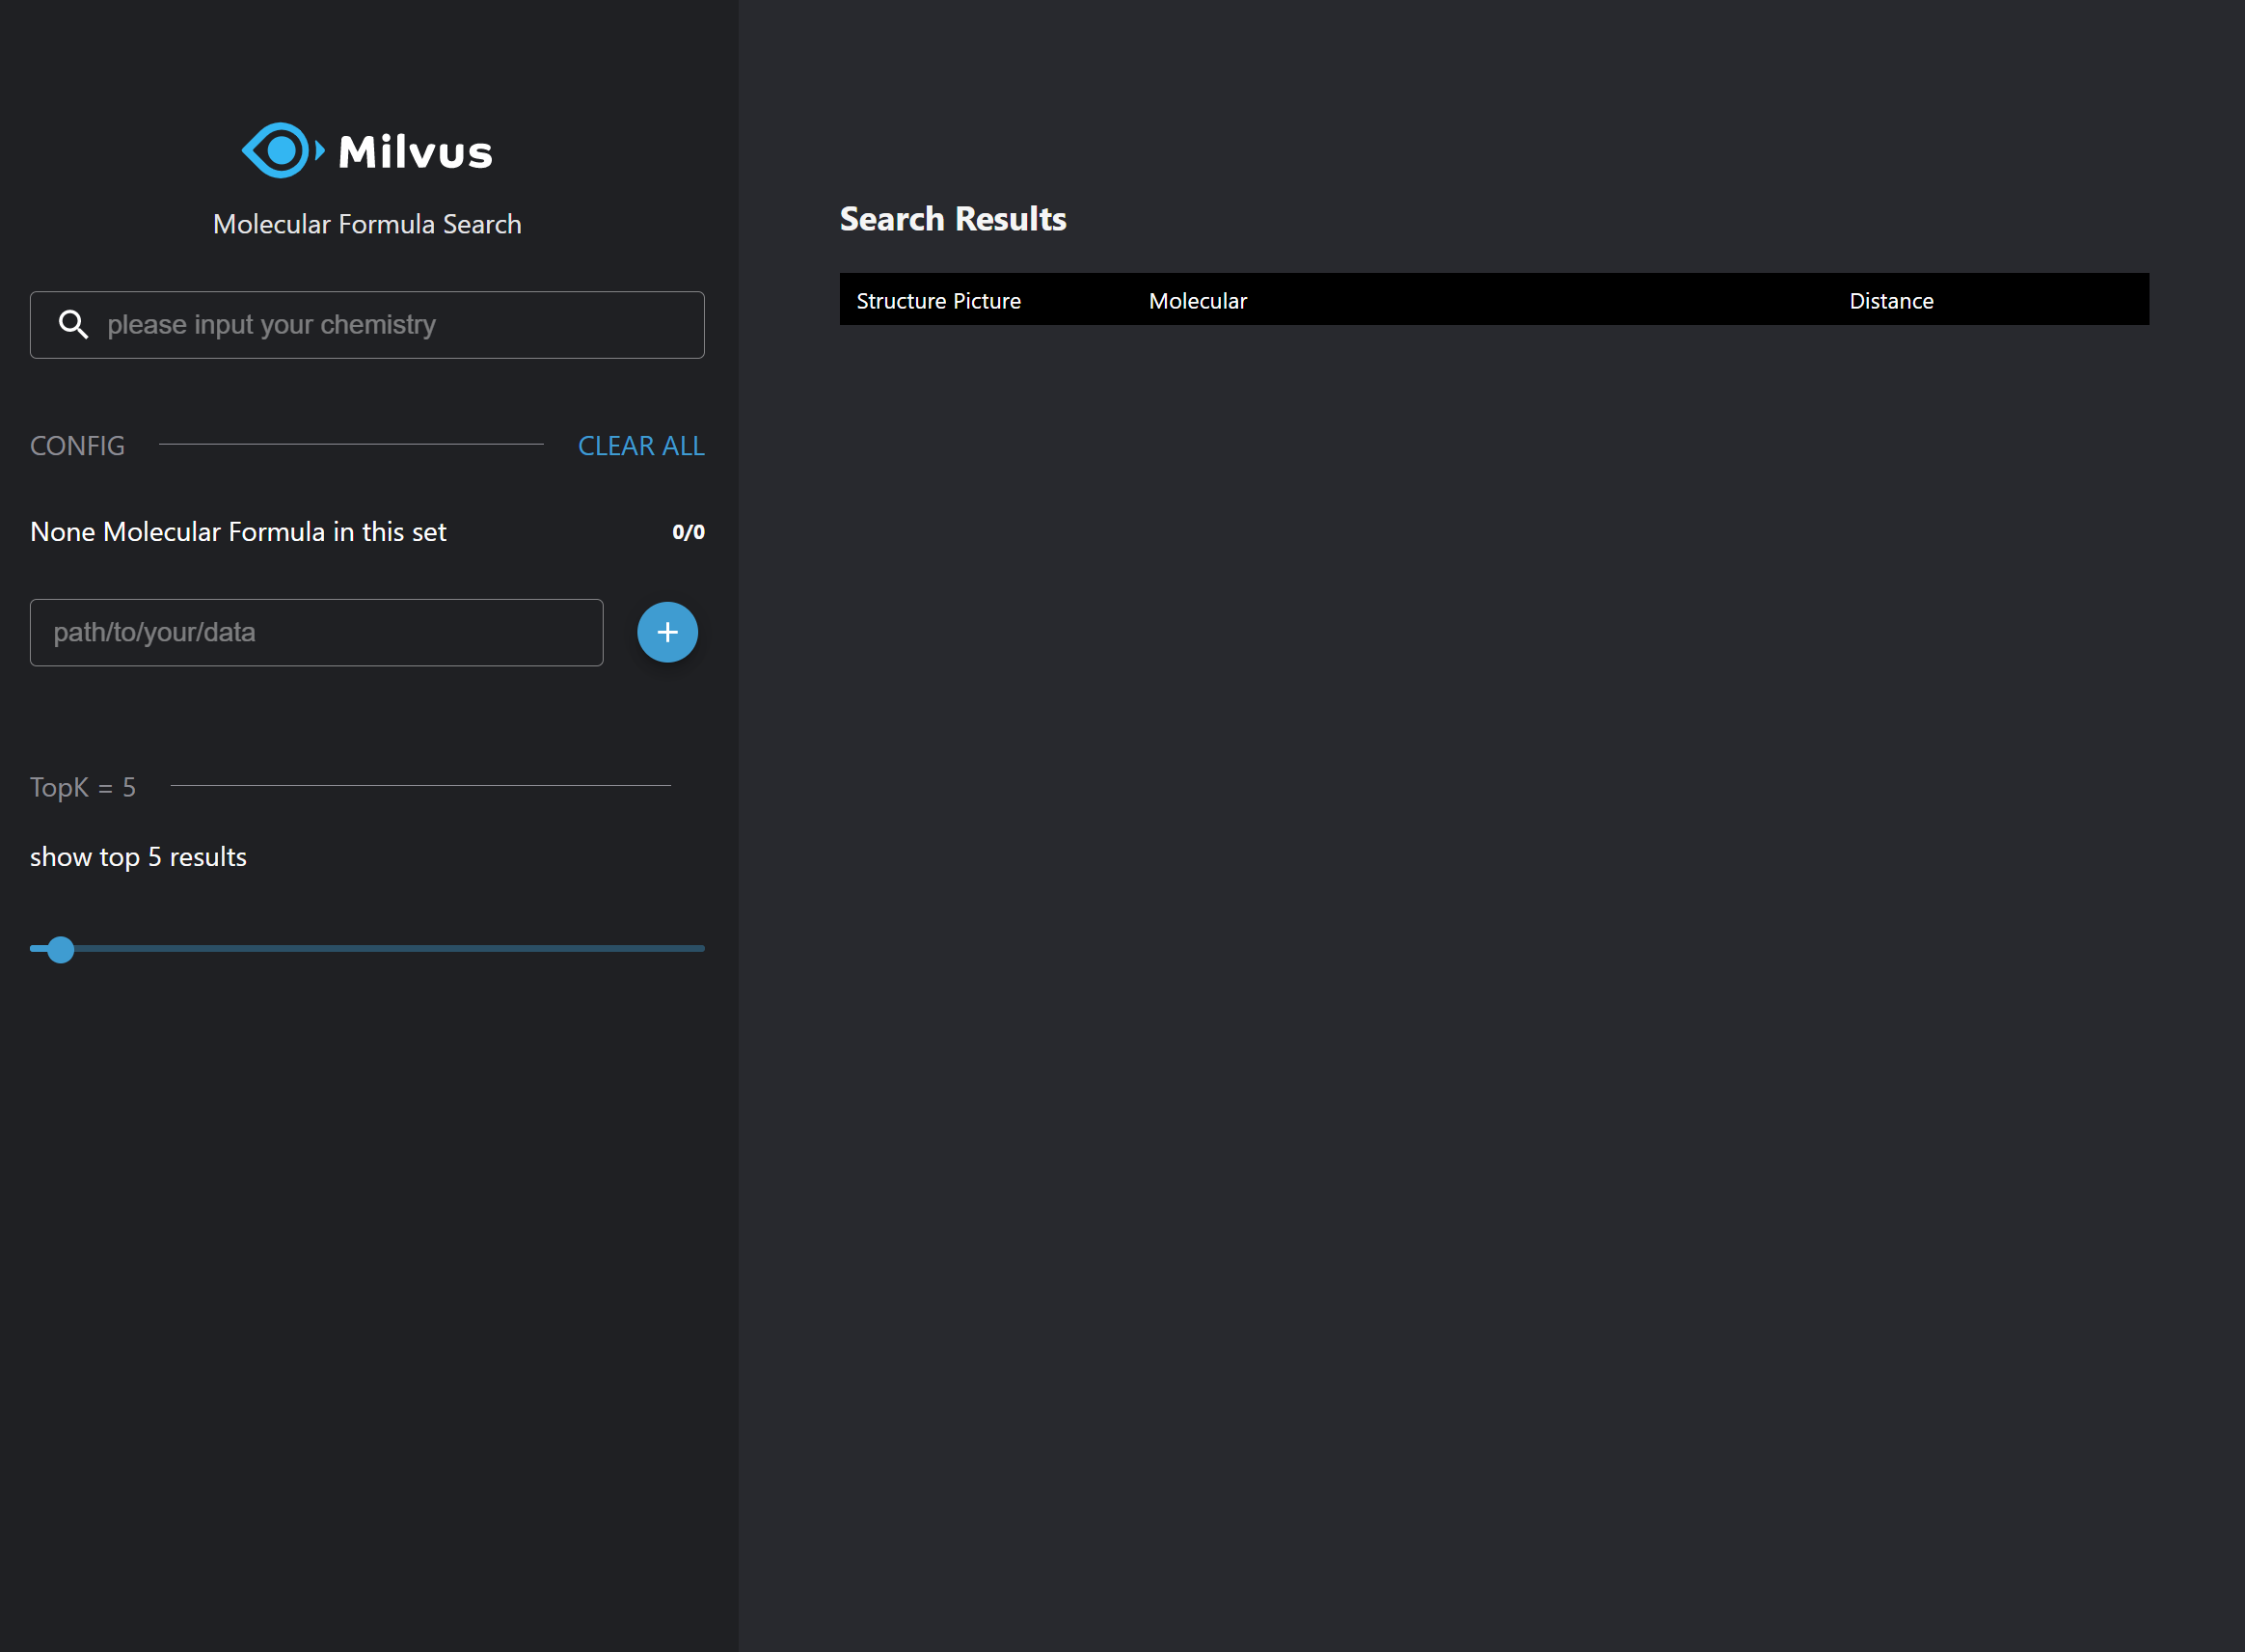 Milvus
Molecular Formula Search
please input your chemistry
CONFIG CLEAR ALL
None Molecular Formula in this set 0/0
path/to/your/data
TopK = 5
show top 5 results
Search Results
Structure Picture Molecular Distance